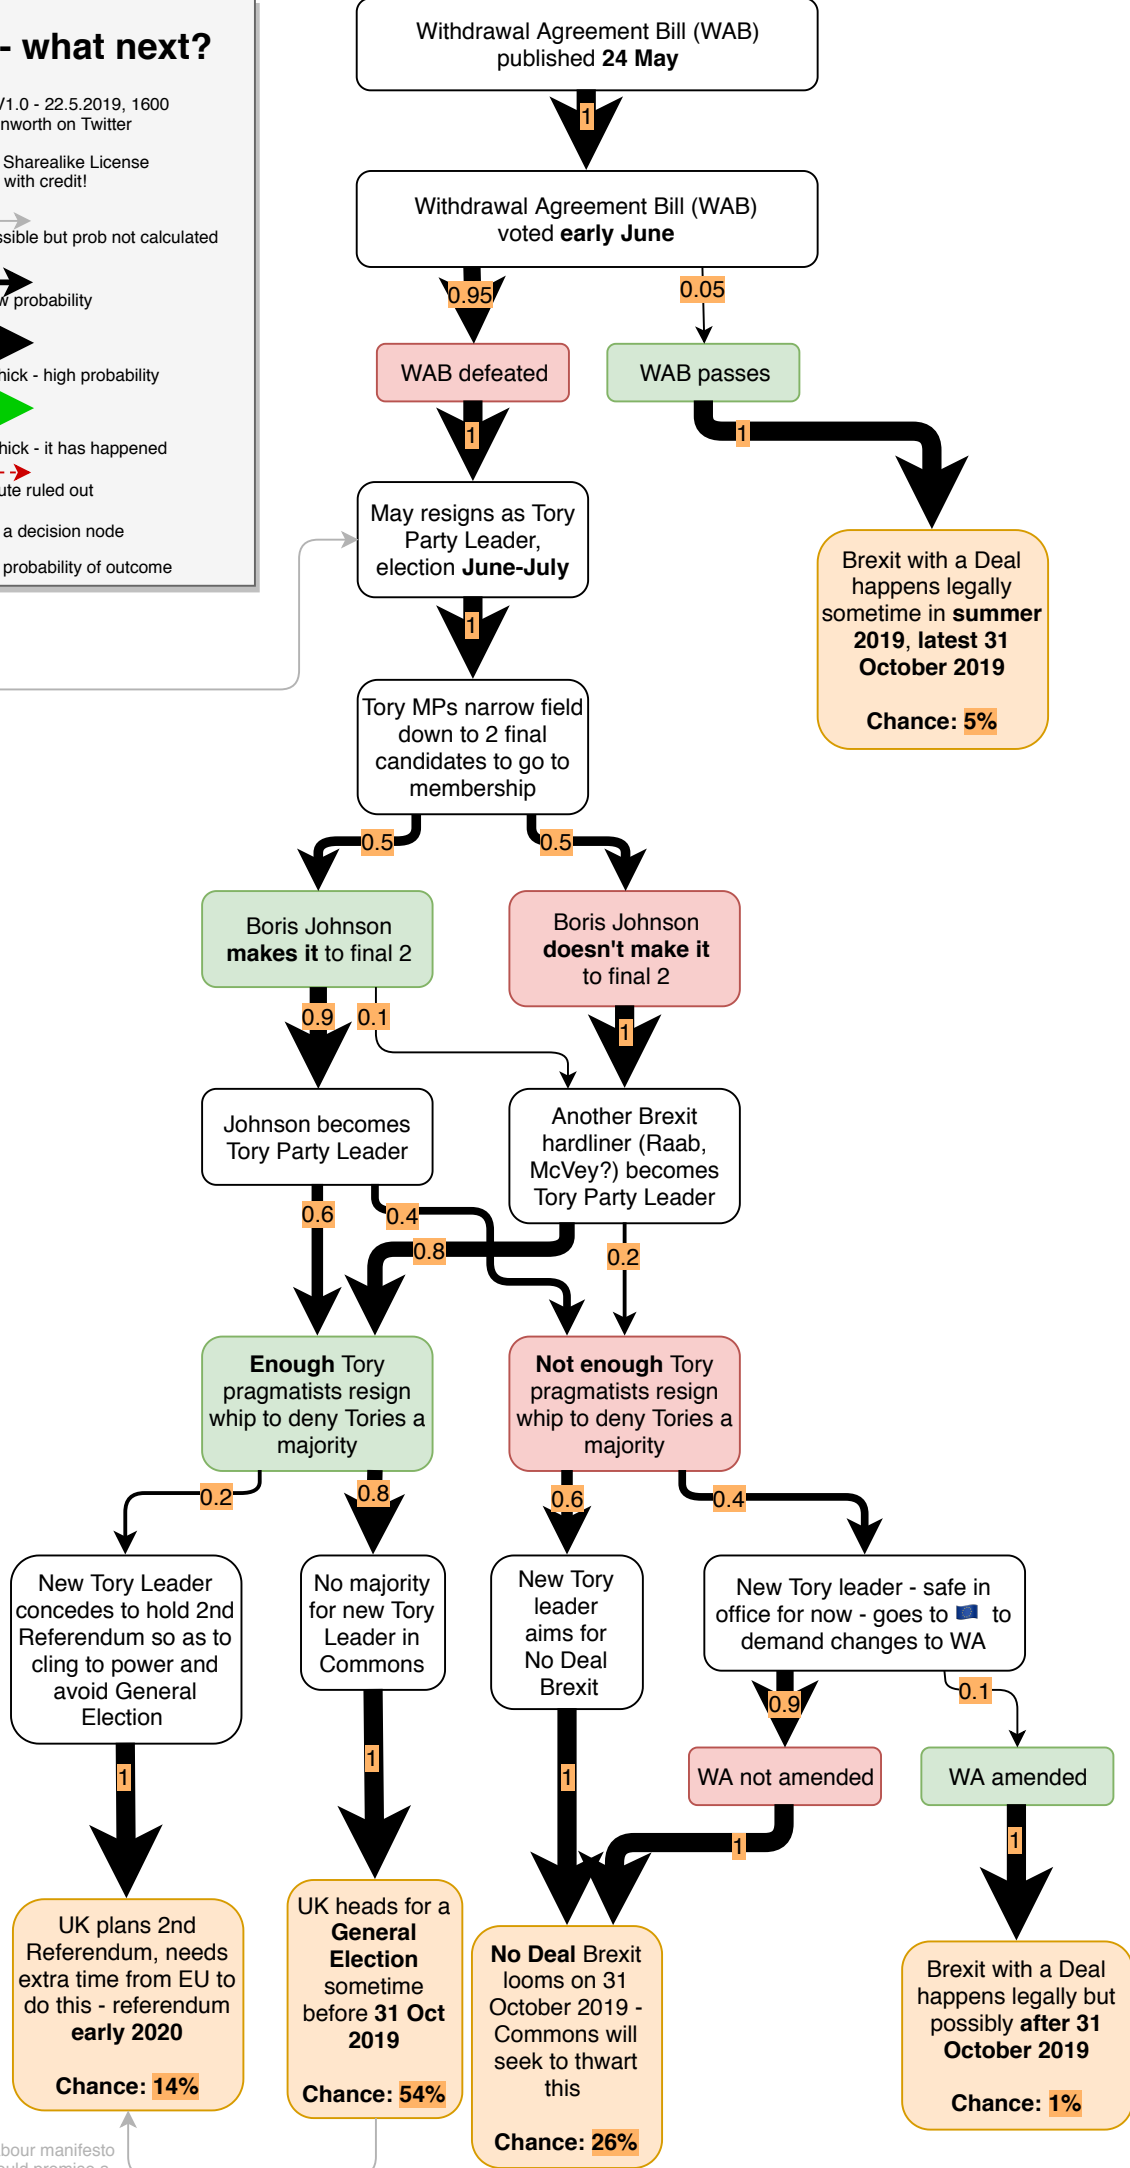 - what next?
V1.0 - 22.5.2019, 1600
nworth on Twitter
Sharealike License
with credit!
ssible but prob not calculated
w probability
hick - high probability
hick - it has happened
ute ruled out
a decision node
probability of outcome
Withdrawal Agreement Bill (WAB)
published 24 May
1
Withdrawal Agreement Bill (WAB)
voted early June
0.95
0.05
WAB defeated
WAB passes
1
1
May resigns as Tory
Party Leader,
election June-July
Brexit with a Deal
happens legally
sometime in summer
2019, latest 31
October 2019
Chance: 5%
1
Tory MPs narrow field
down to 2 final
candidates to go to
membership
0.5
0.5
Boris Johnson
makes it to final 2
Boris Johnson
doesn't make it
to final 2
0.9
0.1
1
Johnson becomes
Tory Party Leader
Another Brexit
hardliner (Raab,
McVey?) becomes
Tory Party Leader
0.6
0.4
0.8
0.2
Enough Tory
pragmatists resign
whip to deny Tories a
majority
Not enough Tory
pragmatists resign
whip to deny Tories a
majority
0.2
0.8
0.6
0.4
New Tory Leader
concedes to hold 2nd
Referendum so as to
cling to power and
avoid General
Election
No majority
for new Tory
Leader in
Commons
New Tory
leader
aims for
No Deal
Brexit
New Tory leader - safe in
office for now - goes to 🇪🇺 to
demand changes to WA
0.9
0.1
WA not amended
WA amended
1
1
1
1
1
UK plans 2nd
Referendum, needs
extra time from EU to
do this - referendum
early 2020
Chance: 14%
UK heads for a
General
Election
sometime
before 31 Oct
2019
Chance: 54%
No Deal Brexit
looms on 31
October 2019 -
Commons will
seek to thwart
this
Chance: 26%
Brexit with a Deal
happens legally but
possibly after 31
October 2019
Chance: 1%
bour manifesto